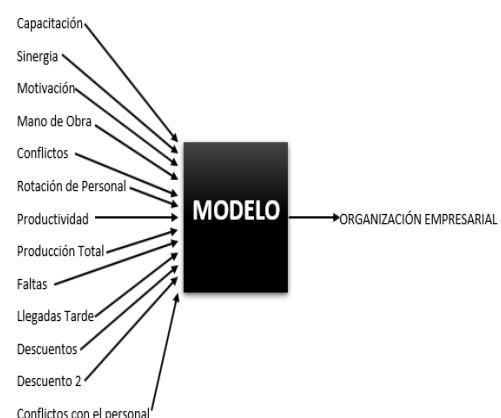 Capacitación
Sinergia
Motivación
Mano de Obra
Conflictos
Rotación de Personal
Productividad
Producción Total
Faltas
Llegadas Tarde
Descuentos
Descuento 2
Conflictos con el personal
MODELO
ORGANIZACIÓN EMPRESARIAL